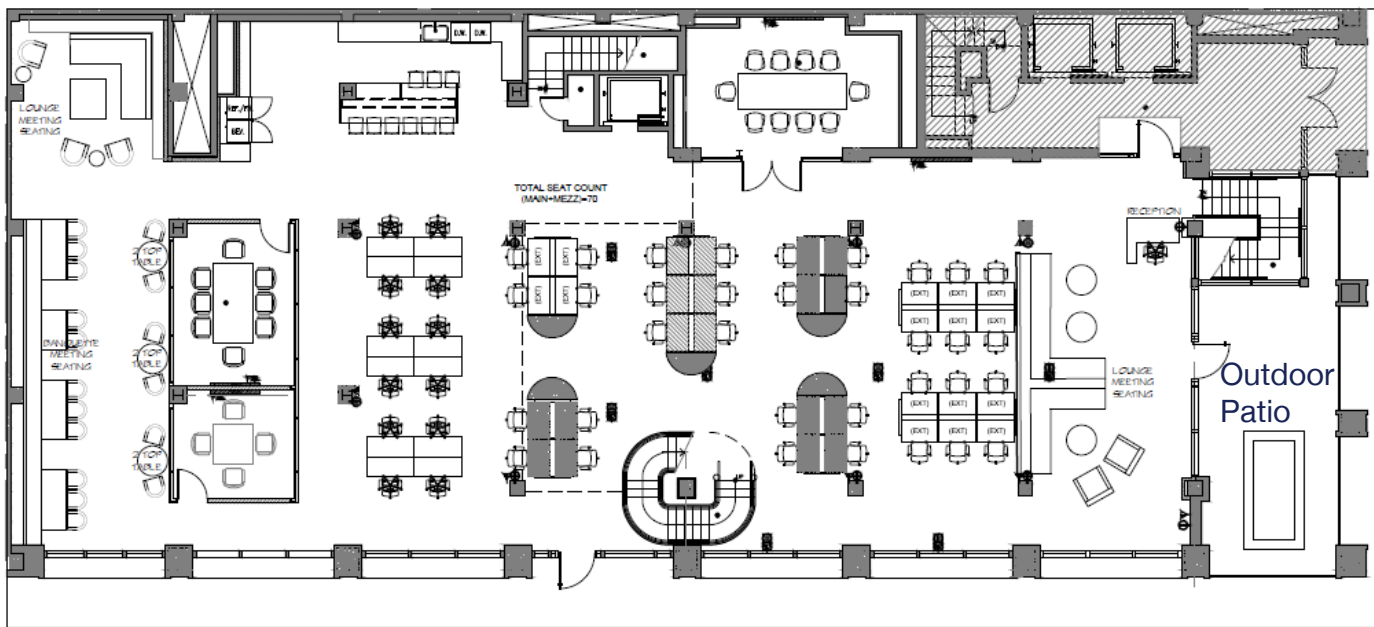 D.W. D.W.
LOUNGE
MEETING
SEATING
REF./FR.
BEV.
TOTAL SEAT COUNT
(MAIN+MEZZ)=70
RECEPTION
2 TOP
TABLE
(EXT) (EXT)
(EXT) (EXT)
(EXT) (EXT) (EXT)
(EXT) (EXT) (EXT)
BANQUETTE
MEETING
SEATING
2 TOP
TABLE
LOUNGE
MEETING
SEATING
Outdoor
Patio
(EXT) (EXT) (EXT)
(EXT) (EXT) (EXT)
2 TOP
TABLE
UP